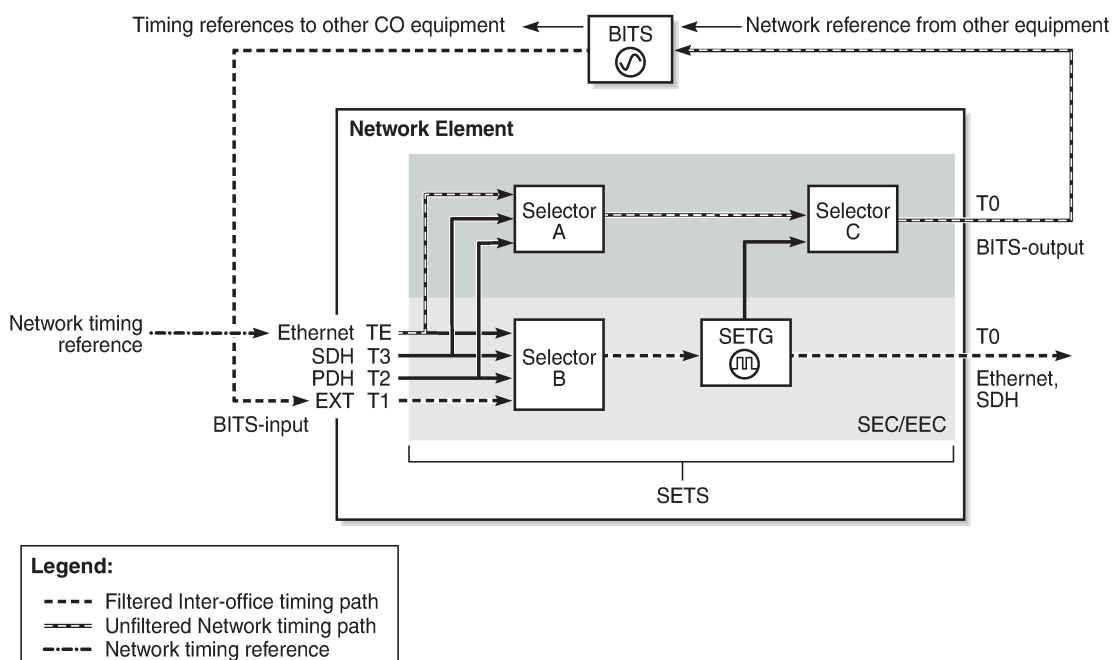 Timing references to other CO equipment
BITS
Network reference from other equipment
Network Element
Selector
A
Selector
C
T0
BITS-output
Network timing
reference
Ethernet TE
SDH T3
PDH T2
EXT T1
BITS-input
Selector
B
SETG
T0
Ethernet,
SDH
SEC/EEC
SETS
Legend:
Filtered Inter-office timing path
Unfiltered Network timing path
Network timing reference